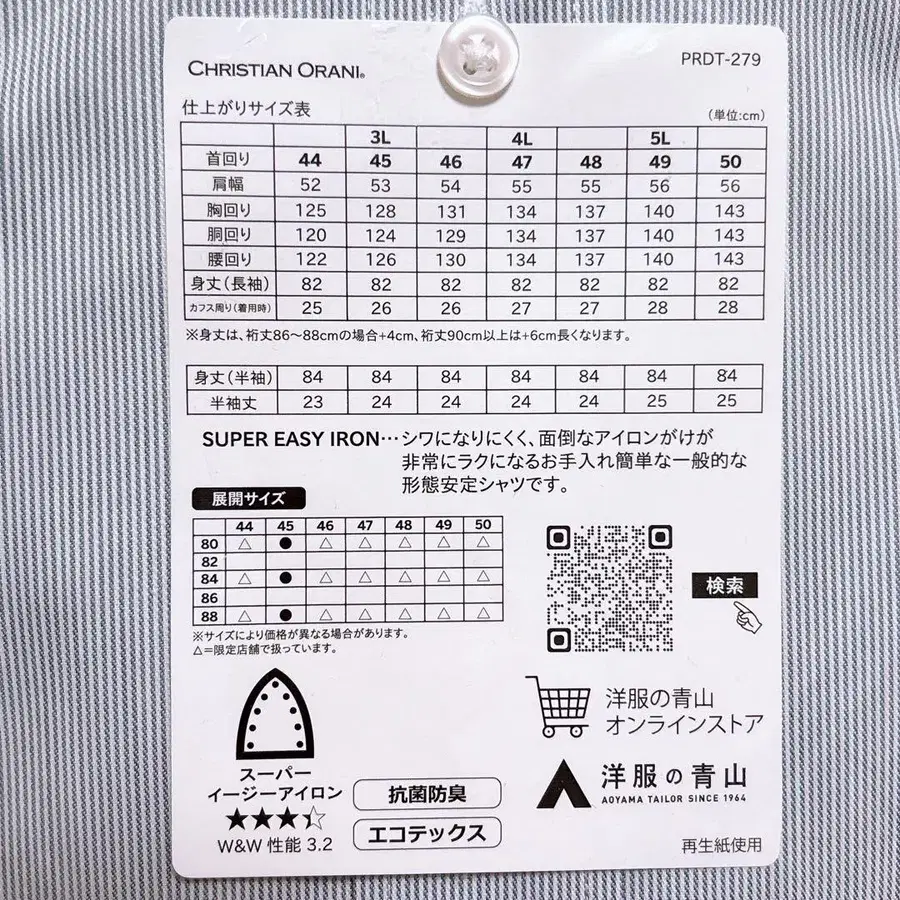 CHRISTIAN ORANI®
PRDT-279
仕上がりサイズ表
(単位:cm)
3L 4L 5L
首回り 44 45 46 47 48 49 50
肩幅 52 53 54 55 55 56 56
胸回り 125 128 131 134 137 140 143
胴回り 120 124 129 134 137 140 143
腰回り 122 126 130 134 137 140 143
身丈(長袖) 82 82 82 82 82 82 82
カフス周り(着用時) 25 26 26 27 27 28 28
※身丈は、裄丈86〜88cmの場合+4cm、裄丈90cm以上は+6cm長くなります。
身丈(半袖) 84 84 84 84 84 84 84
半袖丈 23 24 24 24 24 25 25
SUPER EASY IRON…シワになりにくく、面倒なアイロンがけが
非常にラクになるお手入れ簡単な一般的な
形態安定シャツです。
展開サイズ
44 45 46 47 48 49 50
80 △ ● △ △ △ △ △
82
84 △ ● △ △ △ △ △
86
88 △ ● △ △ △ △ △
※サイズにより価格が異なる場合があります。
△=限定店舗で扱っています。
検索
洋服の青山
オンラインストア
スーパー
イージーアイロン
W&W 性能 3.2
抗菌防臭
エコテックス
洋服の青山
AOYAMA TAILOR SINCE 1964
再生紙使用